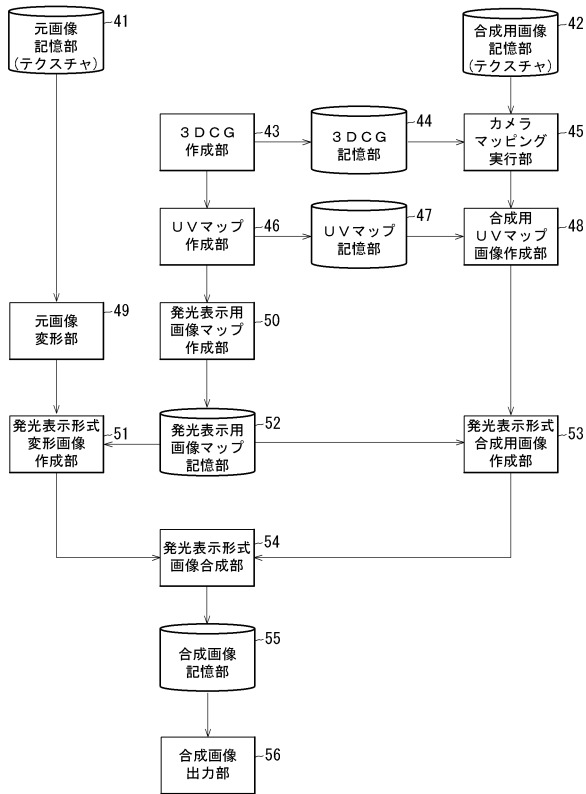 元画像
記憶部
(テクスチャ)
41
合成用画像
記憶部
(テクスチャ)
42
３ＤＣＧ
作成部
43
３ＤＣＧ
記憶部
44
カメラ
マッピング
実行部
45
ＵＶマップ
作成部
46
ＵＶマップ
記憶部
47
合成用
ＵＶマップ
画像作成部
48
元画像
変形部
49
発光表示用
画像マップ
作成部
50
発光表示形式
変形画像
作成部
51
発光表示用
画像マップ
記憶部
52
発光表示形式
合成用画像
作成部
53
発光表示形式
画像合成部
54
合成画像
記憶部
55
合成画像
出力部
56